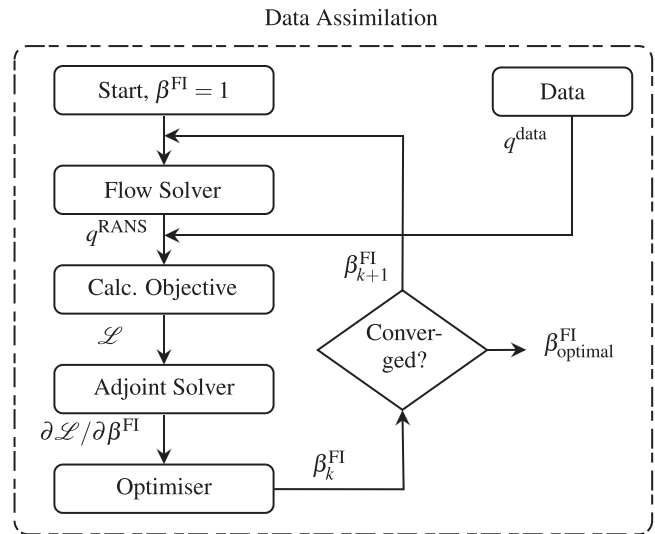 Data Assimilation
Start, β^FI = 1
Data
q^data
Flow Solver
q^RANS
Calc. Objective
β^FI_{k+1}
ℒ
Conver-
ged?
β^FI_optimal
Adjoint Solver
∂ℒ/∂β^FI
Optimiser
β^FI_k